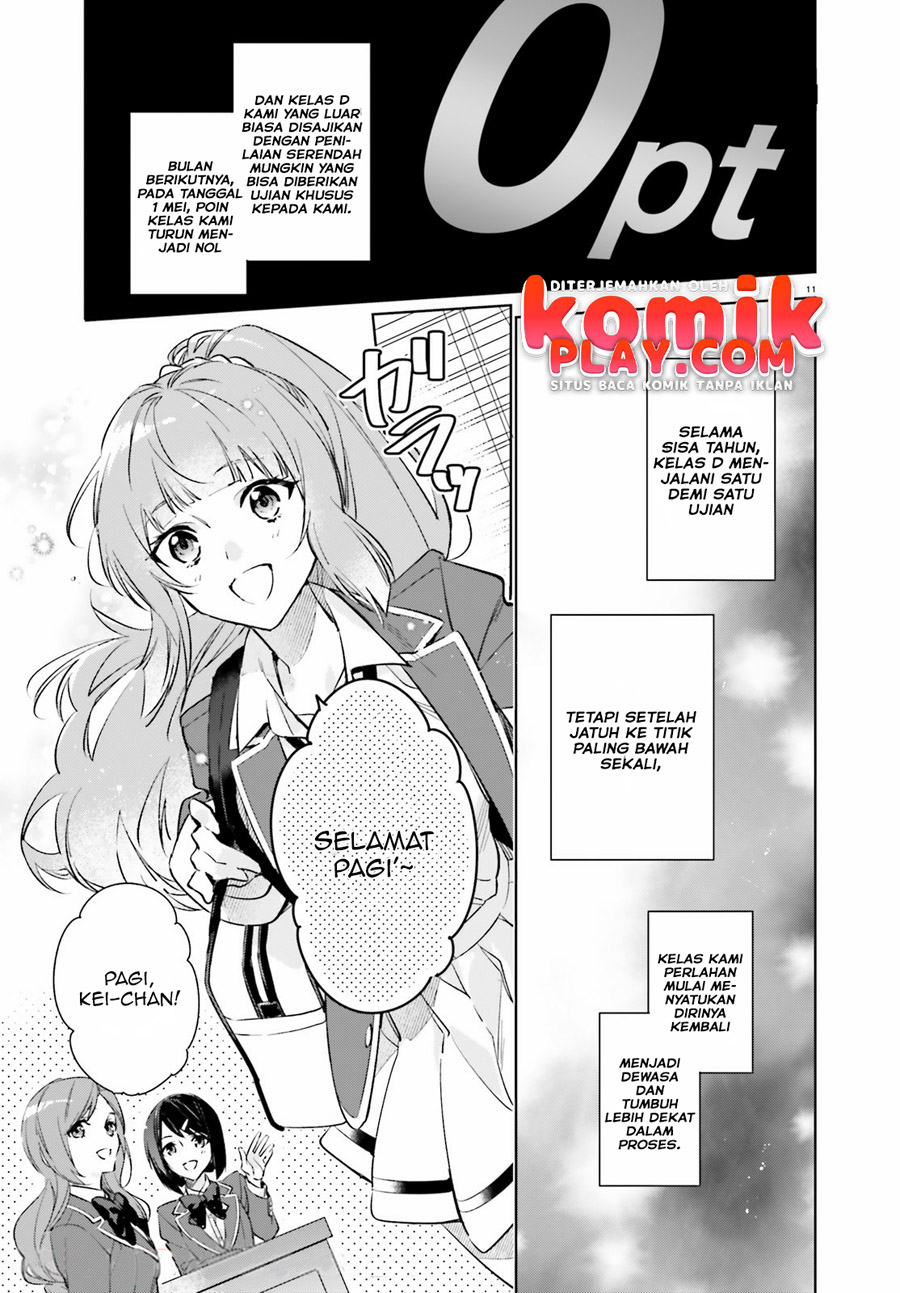 0pt
DAN KELAS D
KAMI YANG LUAR
BIASA DISAJIKAN
DENGAN PENI-
LAIAN SERENDAH
MUNGKIN YANG
BISA DIBERIKAN
UJIAN KHUSUS
KEPADA KAMI.
BULAN
BERIKUTNYA,
PADA TANGGAL
1 MEI, POIN
KELAS KAMI
TURUN MEN-
JADI NOL
11
DITERJEMAHKAN OLEH
komik
PLAY.COM
SITUS BACA KOMIK TANPA IKLAN
SELAMA
SISA TAHUN,
KELAS D MEN-
JALANI SATU
DEMI SATU
UJIAN
TETAPI SETELAH
JATUH KE TITIK
PALING BAWAH
SEKALI,
KELAS KAMI
PERLAHAN
MULAI ME-
NYATUKAN
DIRINYA
KEMBALI
MENJADI
DEWASA
DAN
TUMBUH
LEBIH DEKAT
DALAM
PROSES.
ガラッ
SELAMAT
PAGI'~
PAGI,
KEI-CHAN!